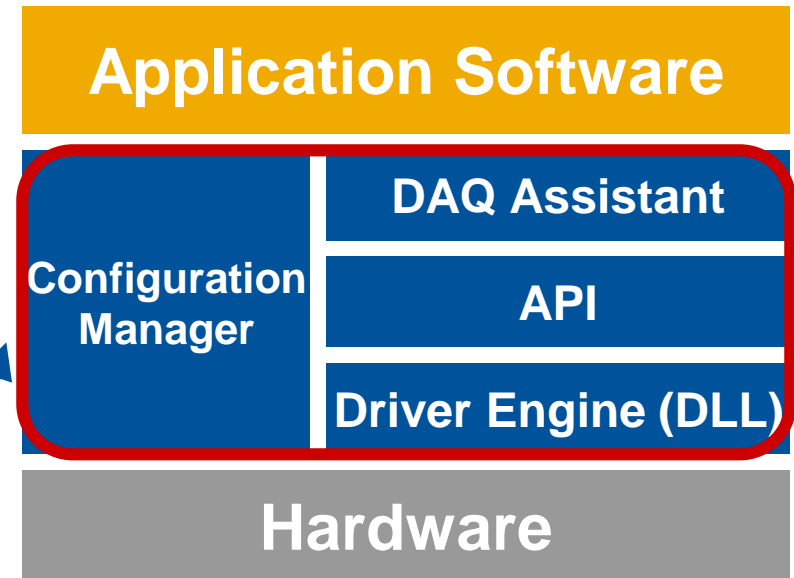 Application Software
Configuration
Manager
DAQ Assistant
API
Driver Engine (DLL)
Hardware